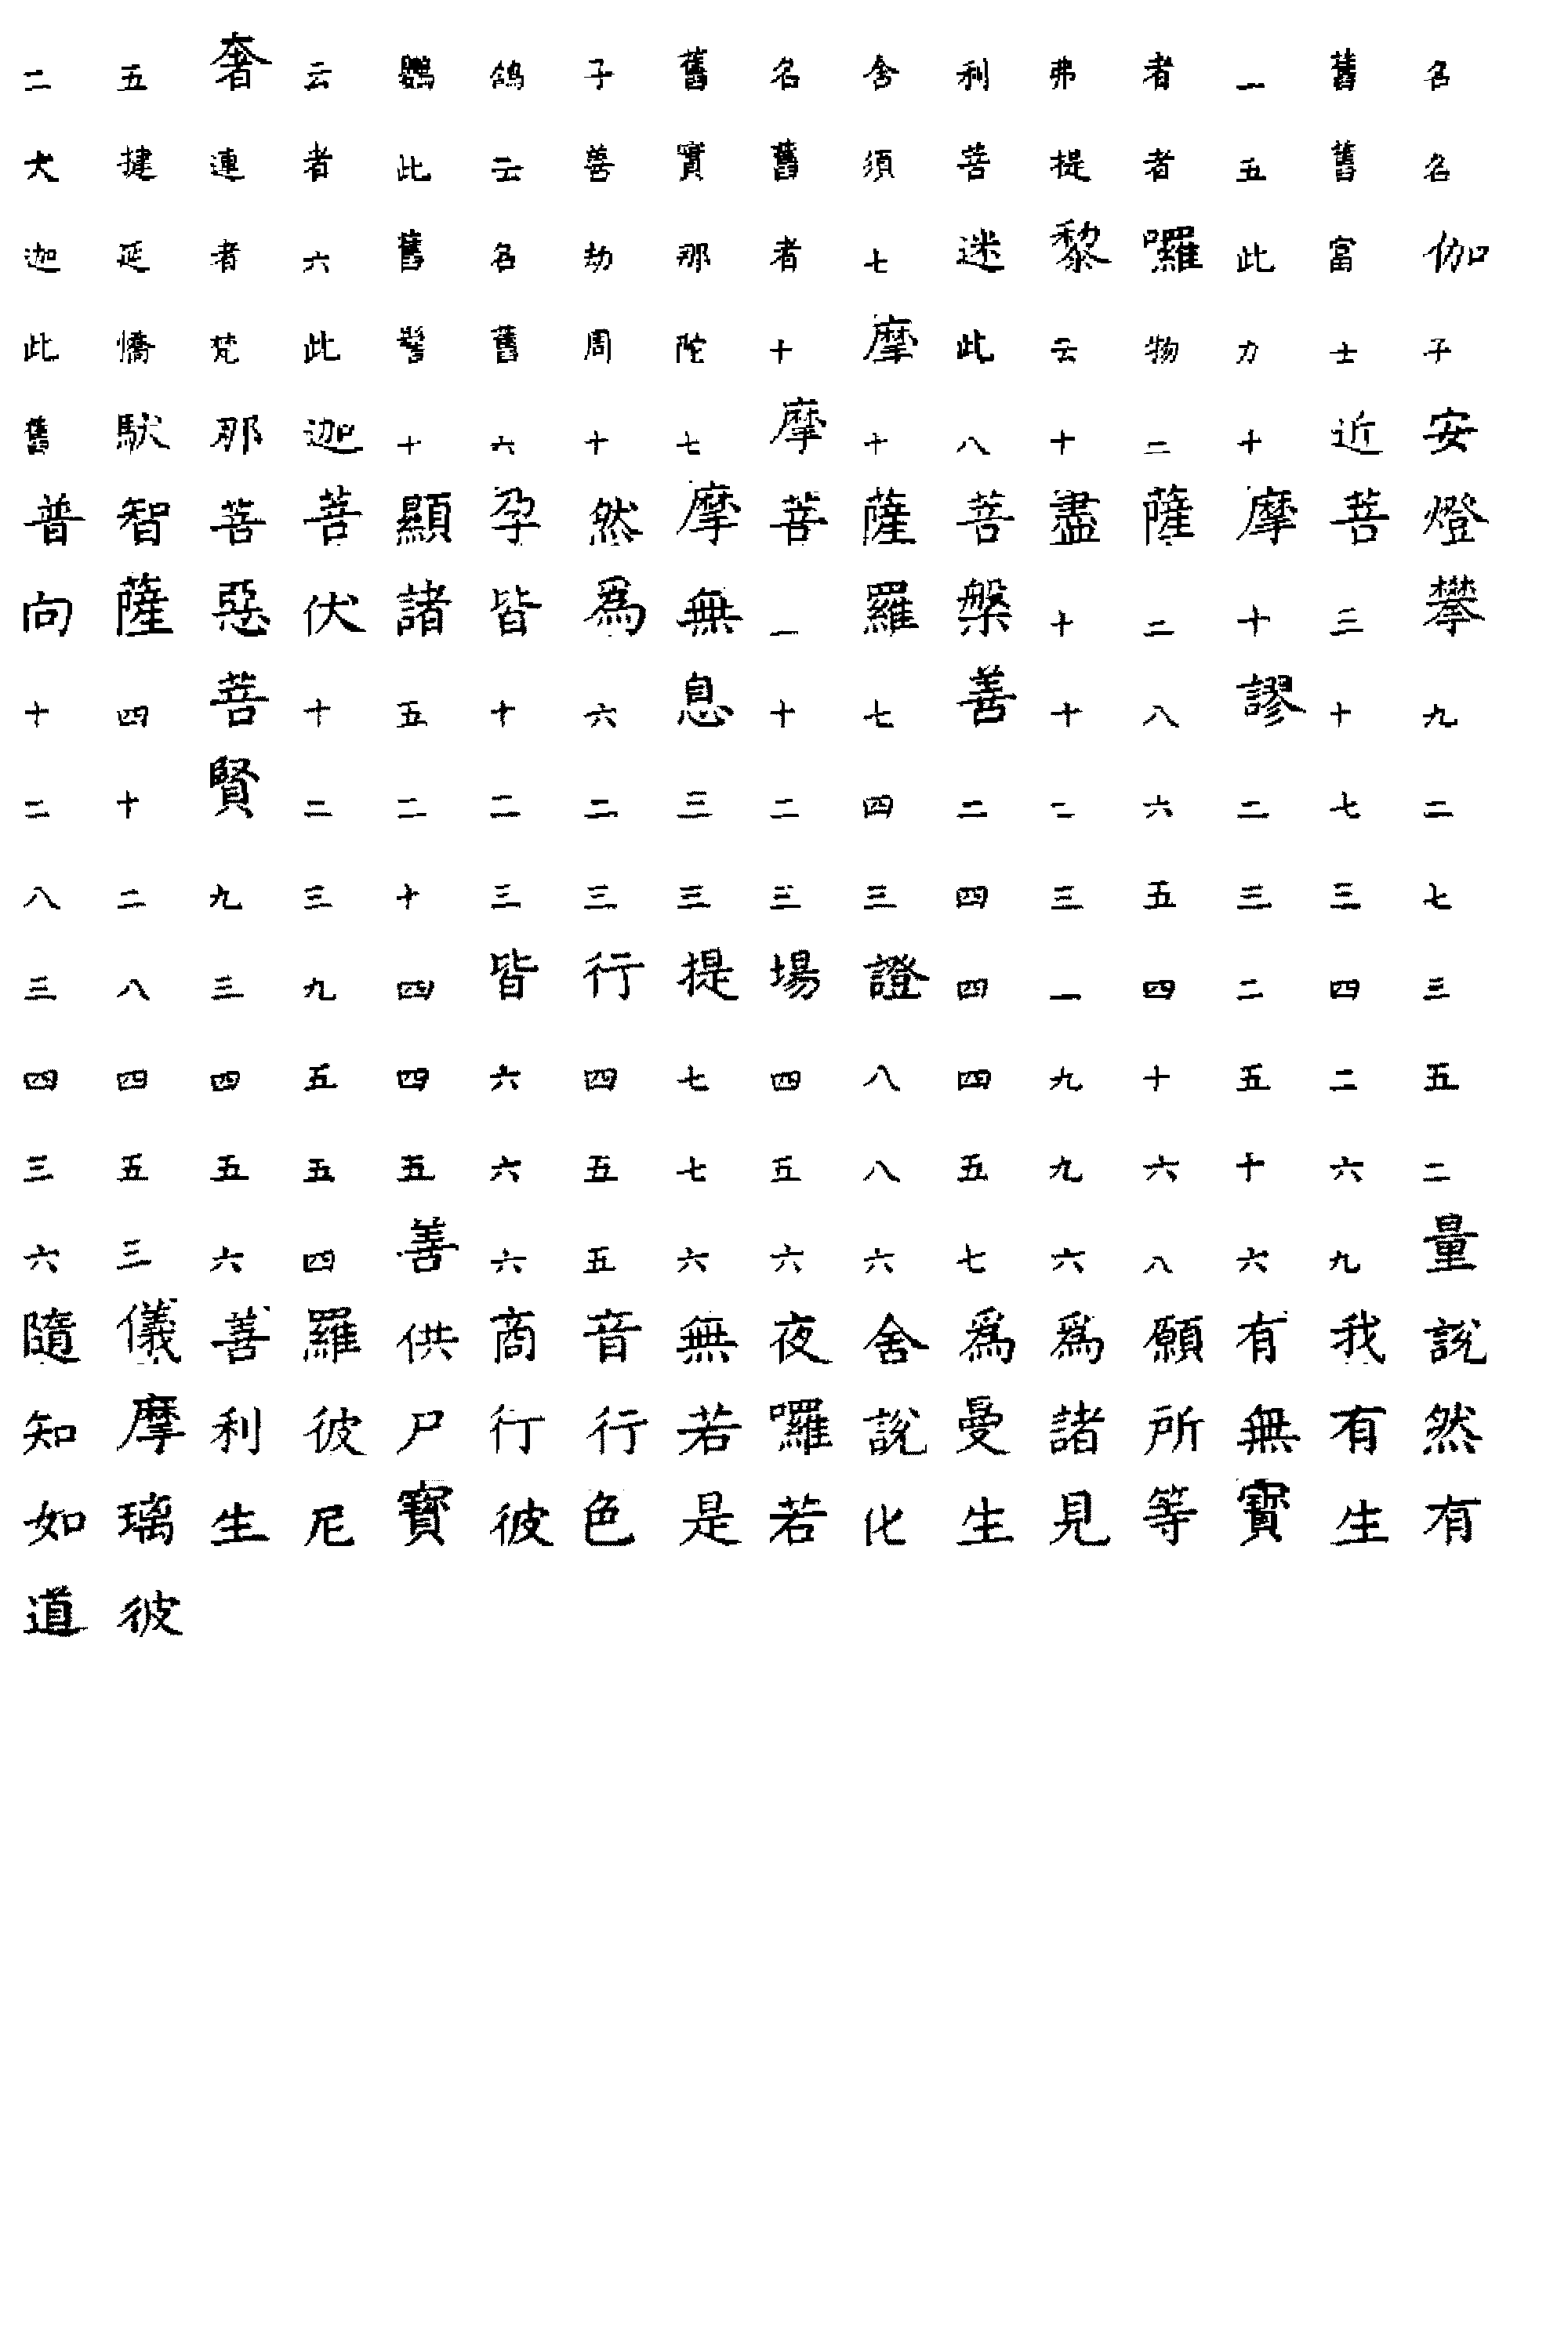 二五奢云鸚鵒子舊名舍利弗者一舊名
大揵連者此云善實舊須菩提者五舊名
迦延者六舊名劫那者七迷黎囉此富伽
此憍梵此髻舊周陀十摩此云物力士子
舊馱那迦十六十七摩十八十二十近安
普智菩菩顯孕然摩菩薩菩盡薩摩菩燈
向薩惡伏諸皆為無一羅槃十二十三攀
十四菩十五十六息十七善十八謬十九
二十賢二二二二三二四二二六二七二
八二九三十三三三三三四三五三三七
三八三九四皆行提場證四一四二四三
四四四五四六四七四八四九十五二五
三五五五五六五七五八五九六十六二
六三六四善六五六六六七六八六九量
隨儀善羅供商音無夜舍為為願有我說
知摩利彼尸行行若囉說曼諸所無有然
如璃生尼寶彼色是若化生見等寶生有
道彼